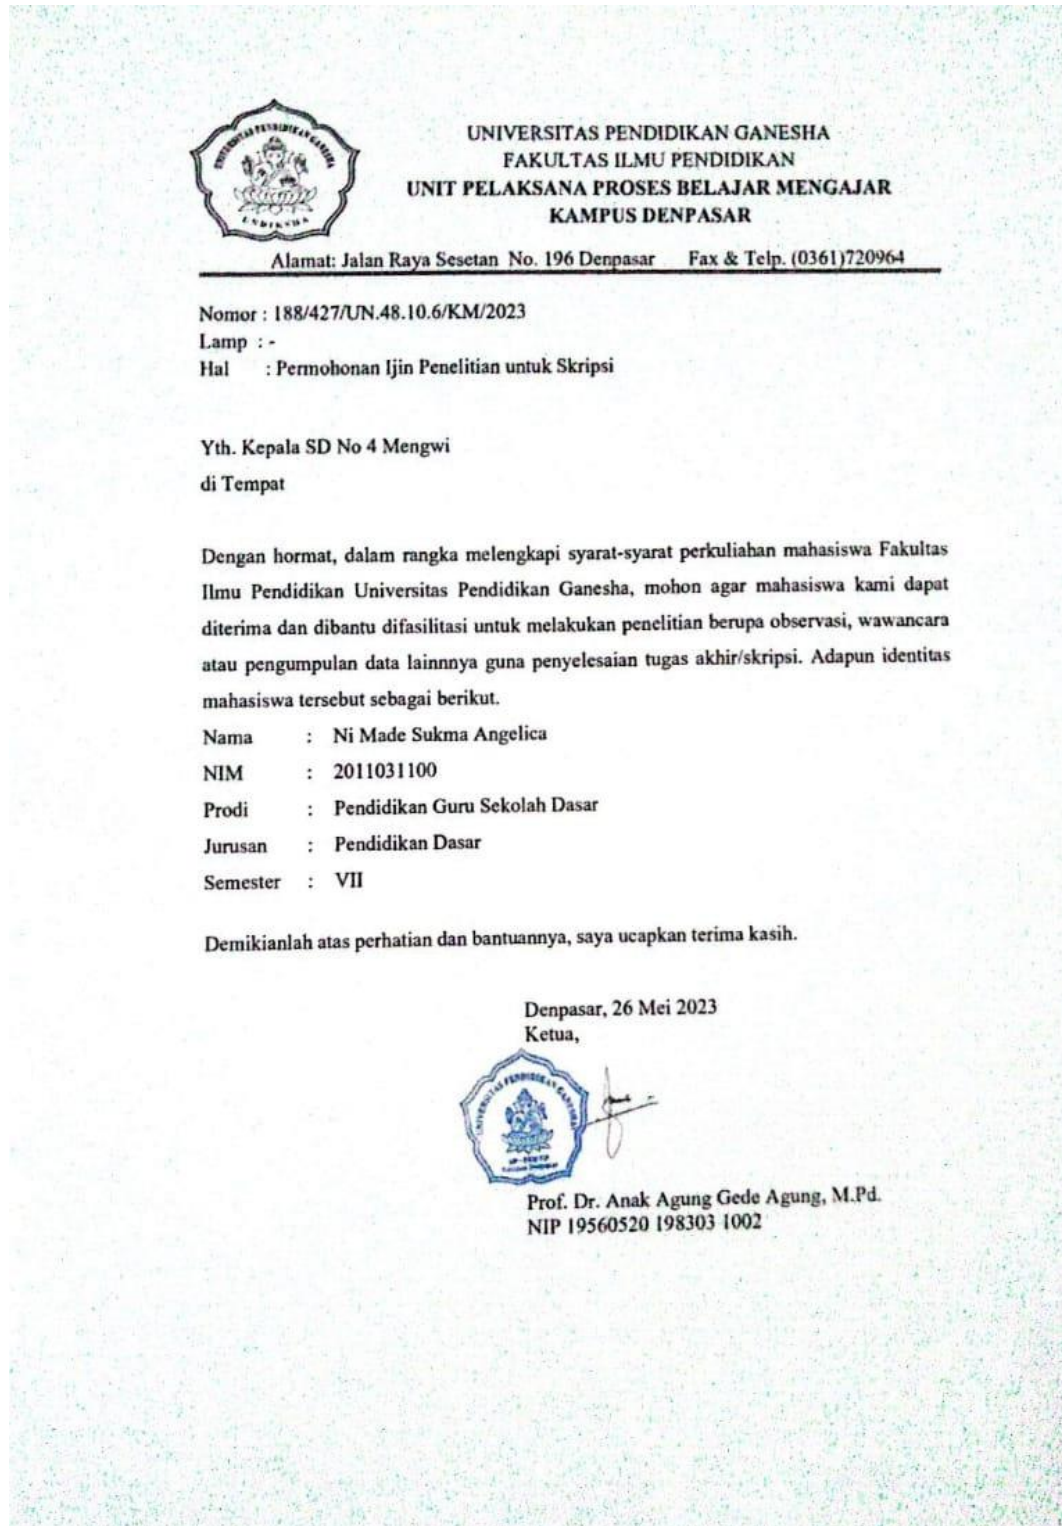 UNIVERSITAS PENDIDIKAN GANESHA
UNDIKSHA
UNIVERSITAS PENDIDIKAN GANESHA
FAKULTAS ILMU PENDIDIKAN
UNIT PELAKSANA PROSES BELAJAR MENGAJAR
KAMPUS DENPASAR
Alamat: Jalan Raya Sesetan No. 196 Denpasar Fax & Telp. (0361)720964
Nomor : 188/427/UN.48.10.6/KM/2023
Lamp : -
Hal : Permohonan Ijin Penelitian untuk Skripsi
Yth. Kepala SD No 4 Mengwi
di Tempat
Dengan hormat, dalam rangka melengkapi syarat-syarat perkuliahan mahasiswa Fakultas
Ilmu Pendidikan Universitas Pendidikan Ganesha, mohon agar mahasiswa kami dapat
diterima dan dibantu difasilitasi untuk melakukan penelitian berupa observasi, wawancara
atau pengumpulan data lainnnya guna penyelesaian tugas akhir/skripsi. Adapun identitas
mahasiswa tersebut sebagai berikut.
Nama : Ni Made Sukma Angelica
NIM : 2011031100
Prodi : Pendidikan Guru Sekolah Dasar
Jurusan : Pendidikan Dasar
Semester : VII
Demikianlah atas perhatian dan bantuannya, saya ucapkan terima kasih.
Denpasar, 26 Mei 2023
Ketua,
UNIVERSITAS PENDIDIKAN GANESHA
Prof. Dr. Anak Agung Gede Agung, M.Pd.
NIP 19560520 198303 1002